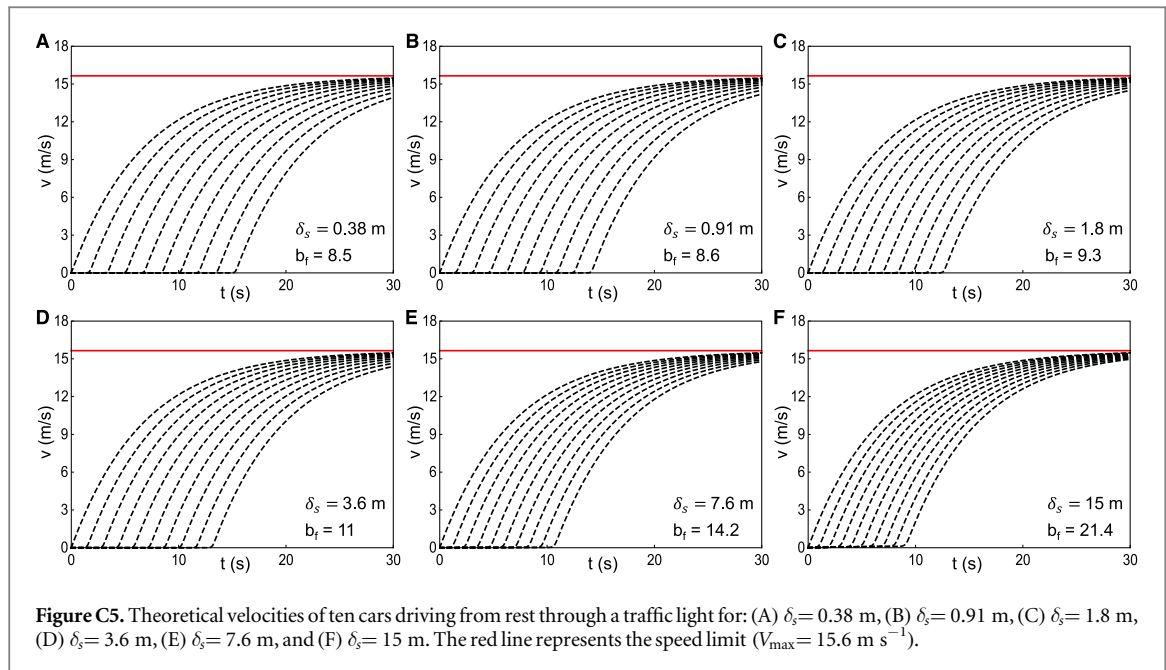 A
B
C
18
15
12
9
6
3
0
v (m/s)
δs = 0.38 m
bf = 8.5
0
10
20
30
t (s)
18
15
12
9
6
3
0
v (m/s)
δs = 0.91 m
bf = 8.6
0
10
20
30
t (s)
18
15
12
9
6
3
0
v (m/s)
δs = 1.8 m
bf = 9.3
0
10
20
30
t (s)
D
E
F
18
15
12
9
6
3
0
v (m/s)
δs = 3.6 m
bf = 11
0
10
20
30
t (s)
18
15
12
9
6
3
0
v (m/s)
δs = 7.6 m
bf = 14.2
0
10
20
30
t (s)
18
15
12
9
6
3
0
v (m/s)
δs = 15 m
bf = 21.4
0
10
20
30
t (s)
Figure C5. Theoretical velocities of ten cars driving from rest through a traffic light for: (A) δs= 0.38 m, (B) δs= 0.91 m, (C) δs= 1.8 m,
(D) δs= 3.6 m, (E) δs= 7.6 m, and (F) δs= 15 m. The red line represents the speed limit (Vmax= 15.6 m s−1).